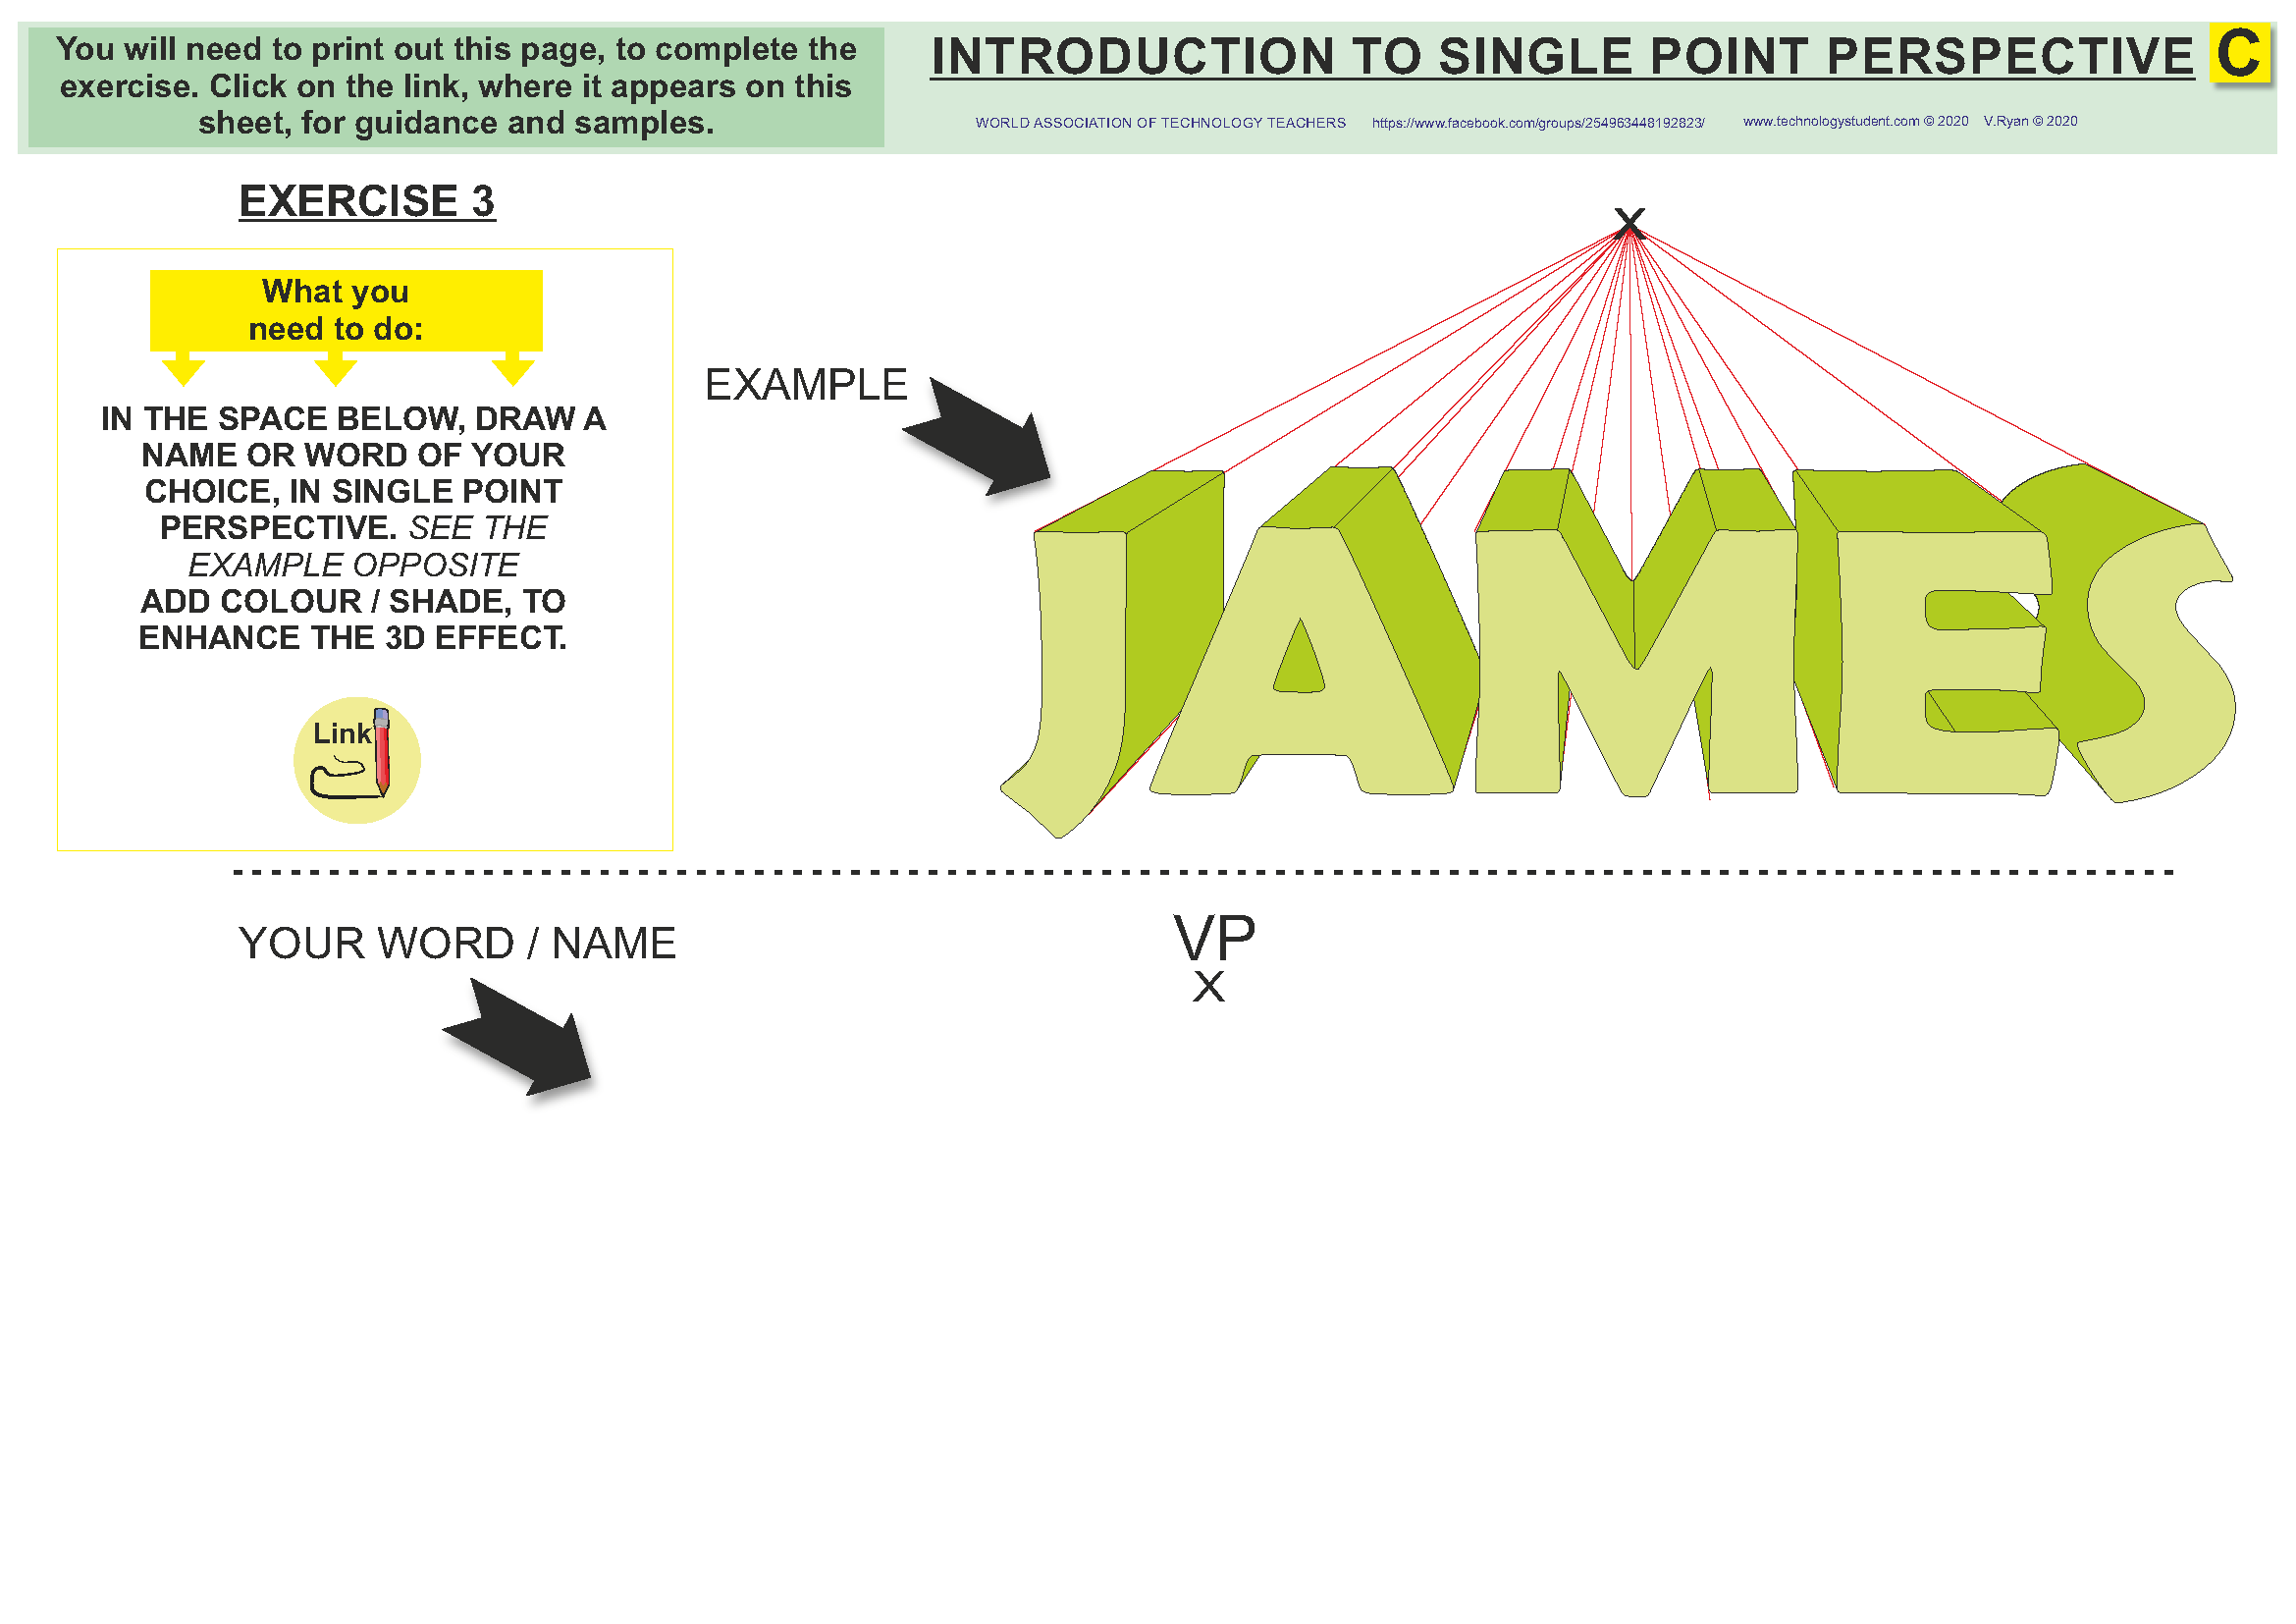 You will need to print out this page, to complete the
exercise. Click on the link, where it appears on this
sheet, for guidance and samples.
INTRODUCTION TO SINGLE POINT PERSPECTIVE
C
WORLD ASSOCIATION OF TECHNOLOGY TEACHERS https://www.facebook.com/groups/254963448192823/ www.technologystudent.com © 2020 V.Ryan © 2020
EXERCISE 3
What you
need to do:
IN THE SPACE BELOW, DRAW A
NAME OR WORD OF YOUR
CHOICE, IN SINGLE POINT
PERSPECTIVE. SEE THE
EXAMPLE OPPOSITE
ADD COLOUR / SHADE, TO
ENHANCE THE 3D EFFECT.
Link
EXAMPLE
X
JAMES
YOUR WORD / NAME
VP
X